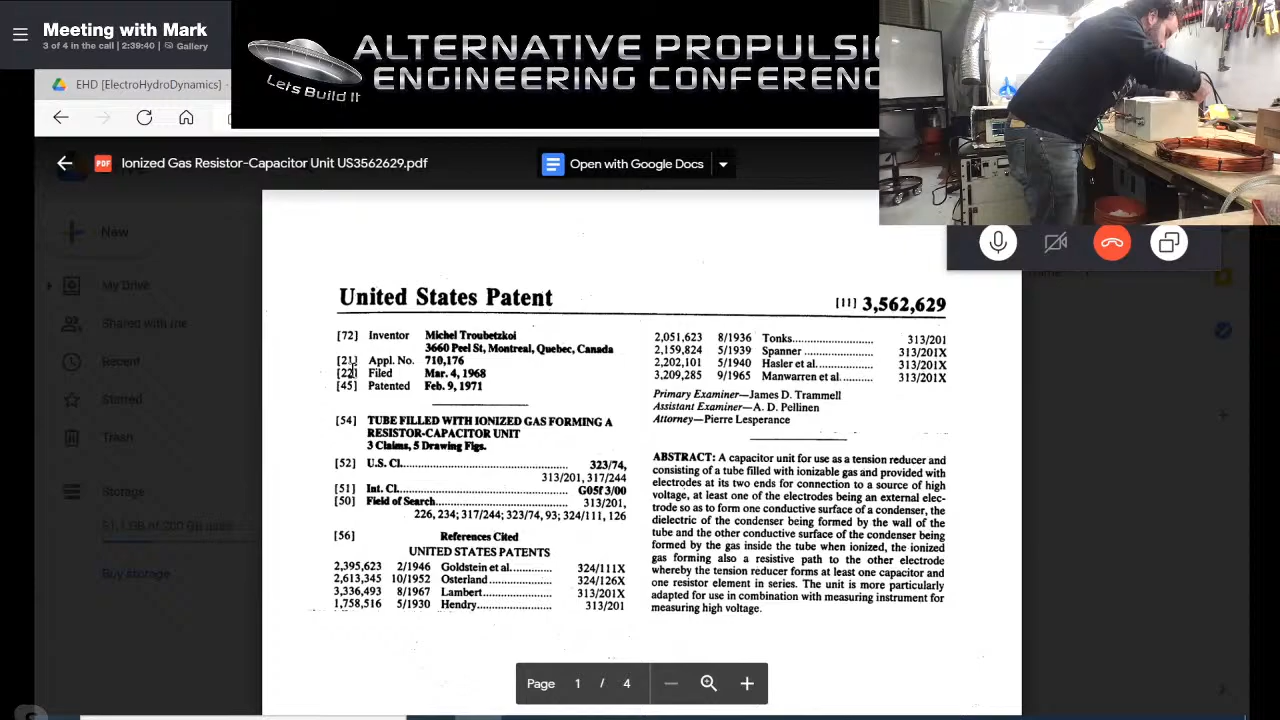 Meeting with Mark
3 of 4 in the call | 2:39:40 | Gallery
ALTERNATIVE PROPULSI
ENGINEERING CONFEREN
Let's Build It
EHD [ElectroHydroDynamics] -
Ionized Gas Resistor-Capacitor Unit US3562629.pdf
Open with Google Docs
New
My Drive
Shared with me
Recent
Starred
Trash
Storage
Buy storage
United States Patent
[11] 3,562,629
[72] Inventor Michel Troubetzkoi
3660 Peel St, Montreal, Quebec, Canada
[21] Appl. No. 710,176
[22] Filed Mar. 4, 1968
[45] Patented Feb. 9, 1971
[54] TUBE FILLED WITH IONIZED GAS FORMING A
RESISTOR-CAPACITOR UNIT
3 Claims, 5 Drawing Figs.
[52] U.S. Cl. 323/74,
313/201, 317/244
[51] Int. Cl. G05f 3/00
[50] Field of Search 313/201,
226, 234; 317/244; 323/74, 93; 324/111, 126
[56] References Cited
UNITED STATES PATENTS
2,395,623 2/1946 Goldstein et al. 324/111X
2,613,345 10/1952 Osterland 324/126X
3,336,493 8/1967 Lambert 313/201X
1,758,516 5/1930 Hendry 313/201
2,051,623 8/1936 Tonks 313/201
2,159,824 5/1939 Spanner 313/201X
2,202,101 5/1940 Hasler et al. 313/201X
3,209,285 9/1965 Manwarren et al. 313/201X
Primary Examiner—James D. Trammell
Assistant Examiner—A. D. Pellinen
Attorney—Pierre Lesperance
ABSTRACT: A capacitor unit for use as a tension reducer and
consisting of a tube filled with ionizable gas and provided with
electrodes at its two ends for connection to a source of high
voltage, at least one of the electrodes being an external elec-
trode so as to form one conductive surface of a condenser, the
dielectric of the condenser being formed by the wall of the
tube and the other conductive surface of the condenser being
formed by the gas inside the tube when ionized, the ionized
gas forming also a resistive path to the other electrode
whereby the tension reducer forms at least one capacitor and
one resistor element in series. The unit is more particularly
adapted for use in combination with measuring instrument for
measuring high voltage.
Page 1 / 4